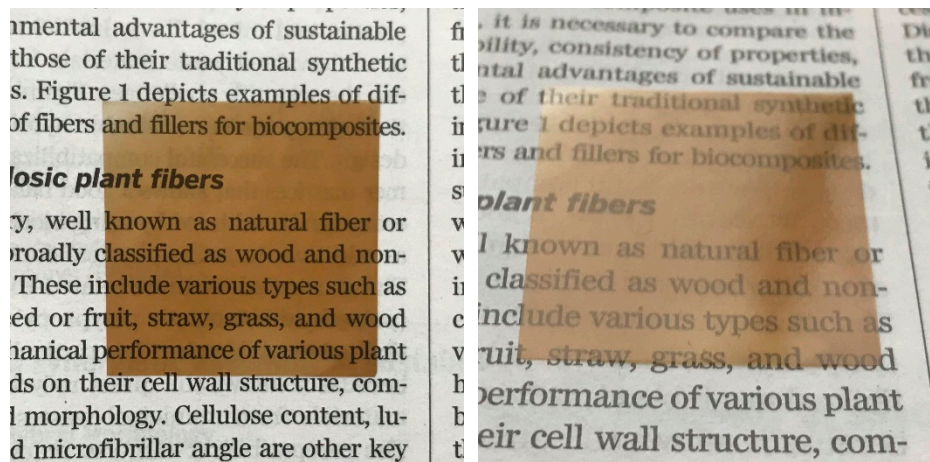 nmental advantages of sustainable
those of their traditional synthetic
s. Figure 1 depicts examples of dif-
of fibers and fillers for biocomposites.
losic plant fibers
ry, well known as natural fiber or
broadly classified as wood and non-
These include various types such as
ed or fruit, straw, grass, and wood
hanical performance of various plant
ds on their cell wall structure, com-
l morphology. Cellulose content, lu-
d microfibrillar angle are other key
, it is necessary to compare the
bility, consistency of properties,
ntal advantages of sustainable
e of their traditional synthetic
gure 1 depicts examples of dif-
ers and fillers for biocomposites.
plant fibers
l known as natural fiber or
classified as wood and non-
include various types such as
ruit, straw, grass, and wood
performance of various plant
eir cell wall structure, com-